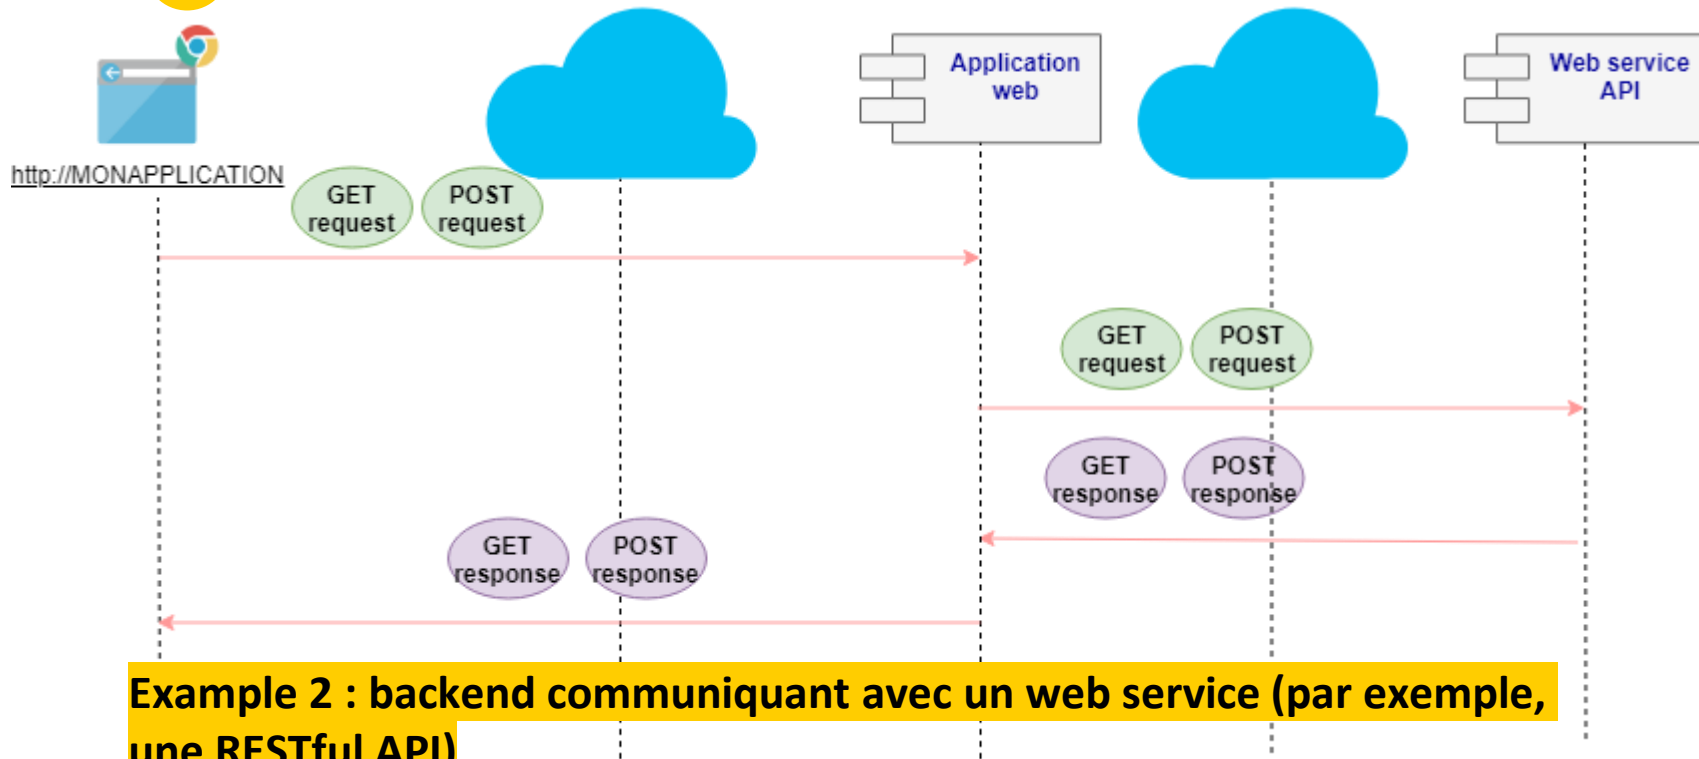 Application
web
Web service
API
http://MONAPPLICATION
GET
request
POST
request
GET
request
POST
request
GET
response
POST
response
GET
response
POST
response
Example 2 : backend communiquant avec un web service (par exemple,
une RESTful API)